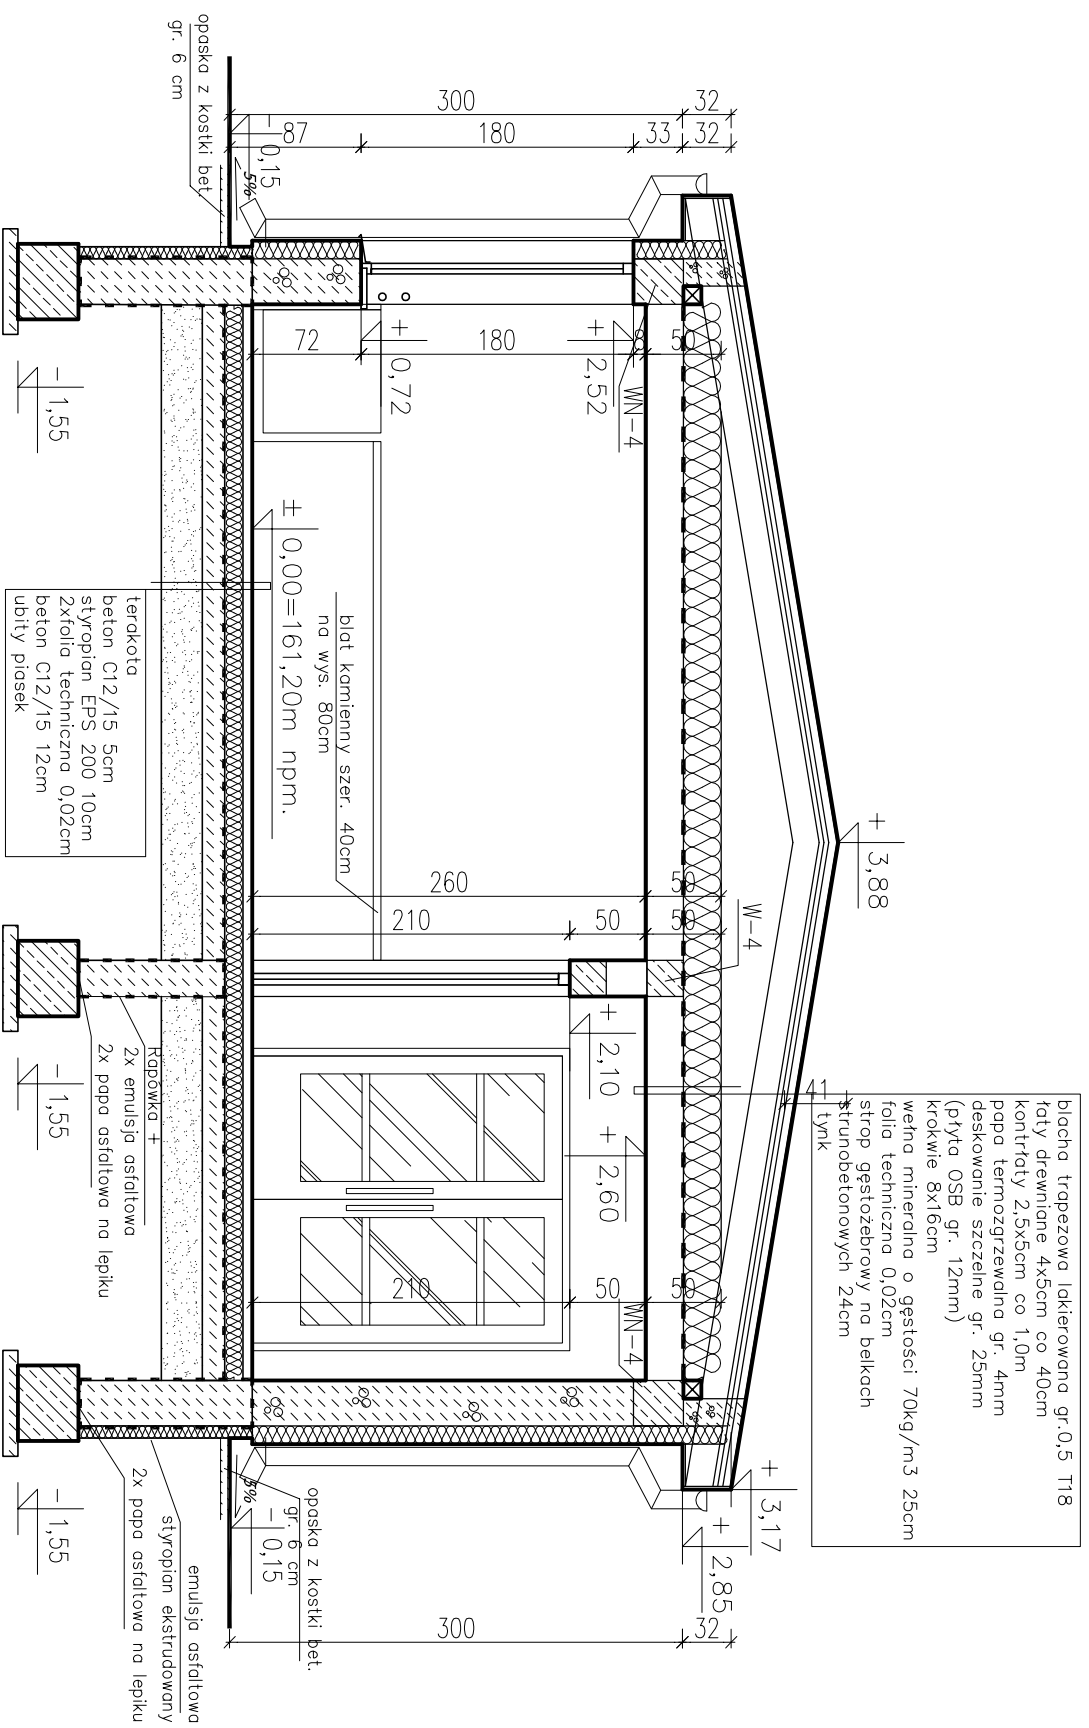 blacha trapezowa lakierowana gr.0,5 T18
łaty drewniane 4x5cm co 40cm
kontrłaty 2,5x5cm co 1,0m
papa termozgrzewalna gr. 4mm
deskowanie szczelne gr. 25mm
(płyta OSB gr. 12mm)
krokwie 8x16cm
wełna mineralna o gęstości 70kg/m3 25cm
folia techniczna 0,02cm
strop gęstożebrowy na belkach
strunobetonowych 24cm
tynk
41
+ 3,88
+ 3,17
+ 2,85
32
32
32
33
300
180
87
300
32
50
50
50
50
8
180
72
260
50
210
50
210
W-4
WN-4
WN-4
+ 2,52
+ 0,72
+ 2,10
+ 2,60
blat kamienny szer. 40cm
na wys. 80cm
± 0,00=161,20m npm.
- 0,15
5%
- 0,15
5%
opaska z kostki bet.
gr. 6 cm
opaska z kostki bet.
gr. 6 cm
terakota
beton C12/15 5cm
styropian EPS 200 10cm
2xfolia techniczna 0,02cm
beton C12/15 12cm
ubity piasek
Rapówka +
2x emulsja asfaltowa
2x papa asfaltowa na lepiku
emulsja asfaltowa
styropian ekstrudowany
2x papa asfaltowa na lepiku
- 1,55
- 1,55
- 1,55